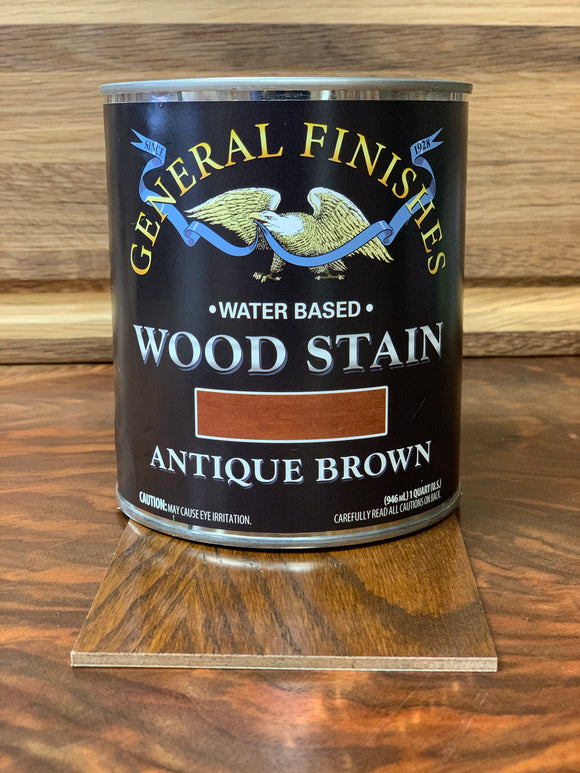 SINCE 1928
GENERAL FINISHES
• WATER BASED •
WOOD STAIN
ANTIQUE BROWN
CAUTION: MAY CAUSE EYE IRRITATION.
(946 mL) 1 QUART (U.S.)
CAREFULLY READ ALL CAUTIONS ON BACK.